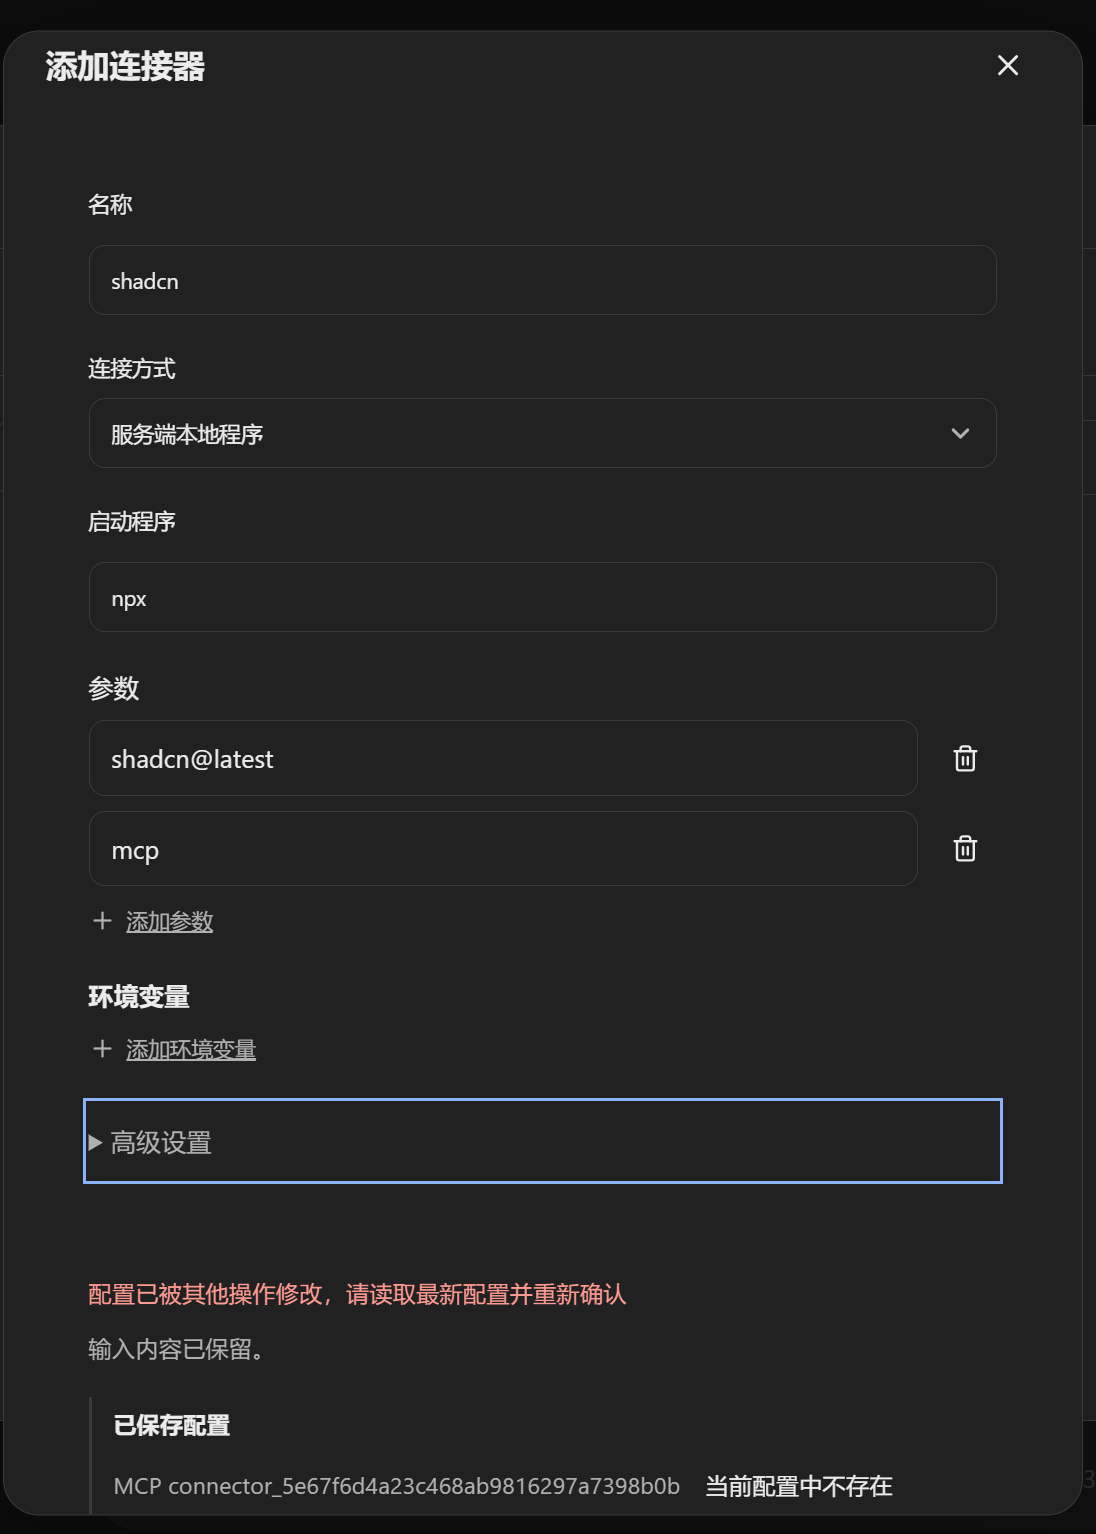 添加连接器
名称
shadcn
连接方式
服务端本地程序
启动程序
npx
参数
shadcn@latest
mcp
添加参数
环境变量
添加环境变量
高级设置
配置已被其他操作修改，请读取最新配置并重新确认
输入内容已保留。
已保存配置
MCP connector_5e67f6d4a23c468ab9816297a7398b0b 当前配置中不存在